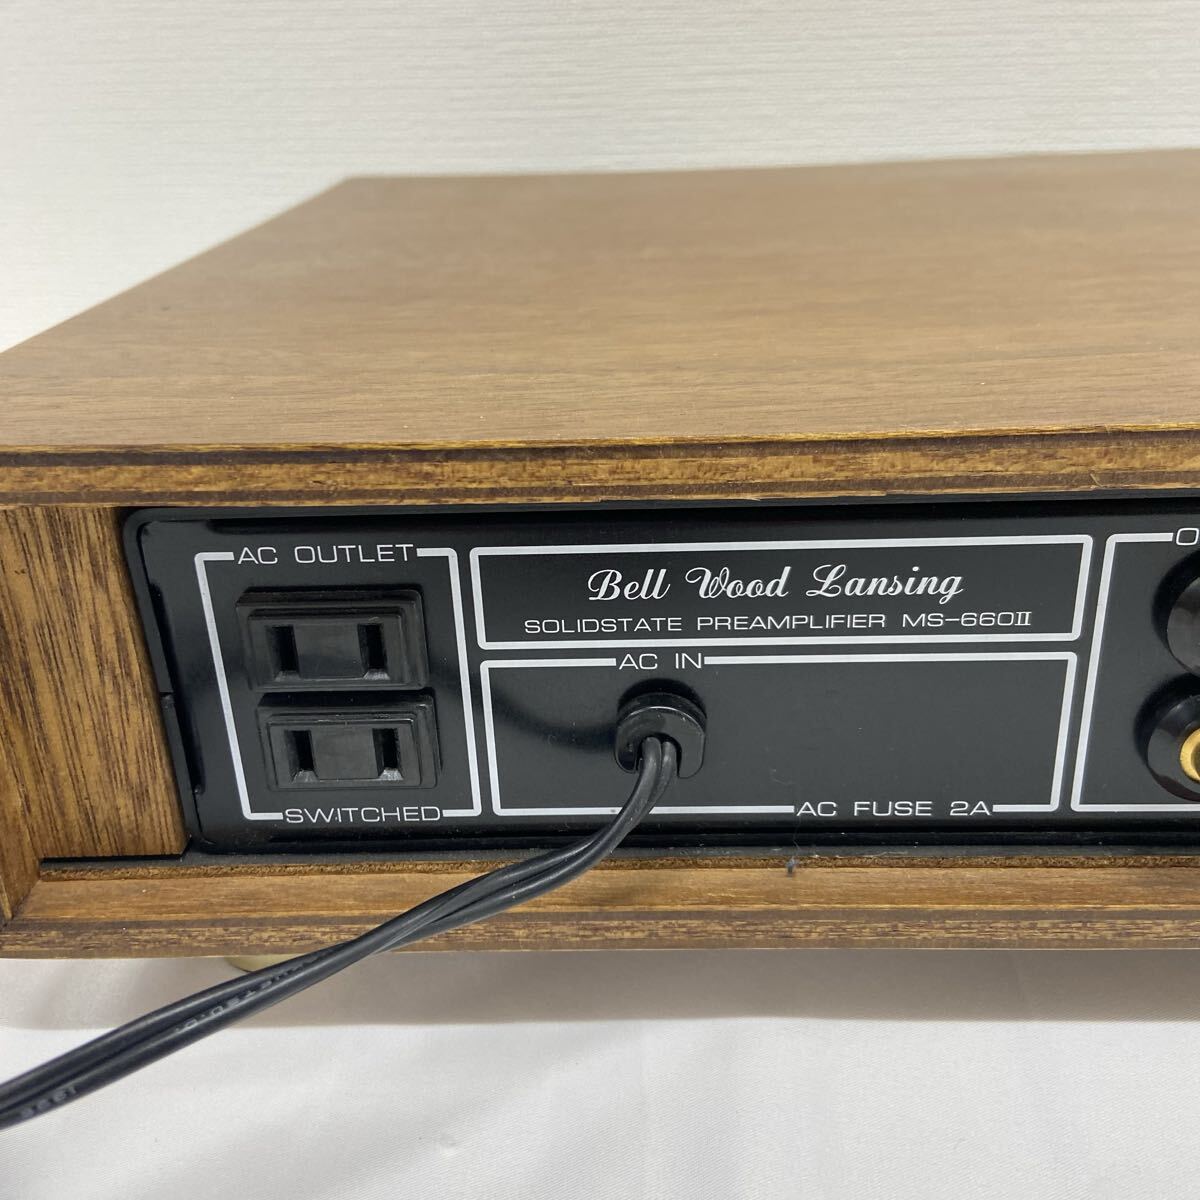 AC OUTLET
SWITCHED
Bell Wood Lansing
SOLIDSTATE PREAMPLIFIER MS-660II
AC IN
AC FUSE 2A